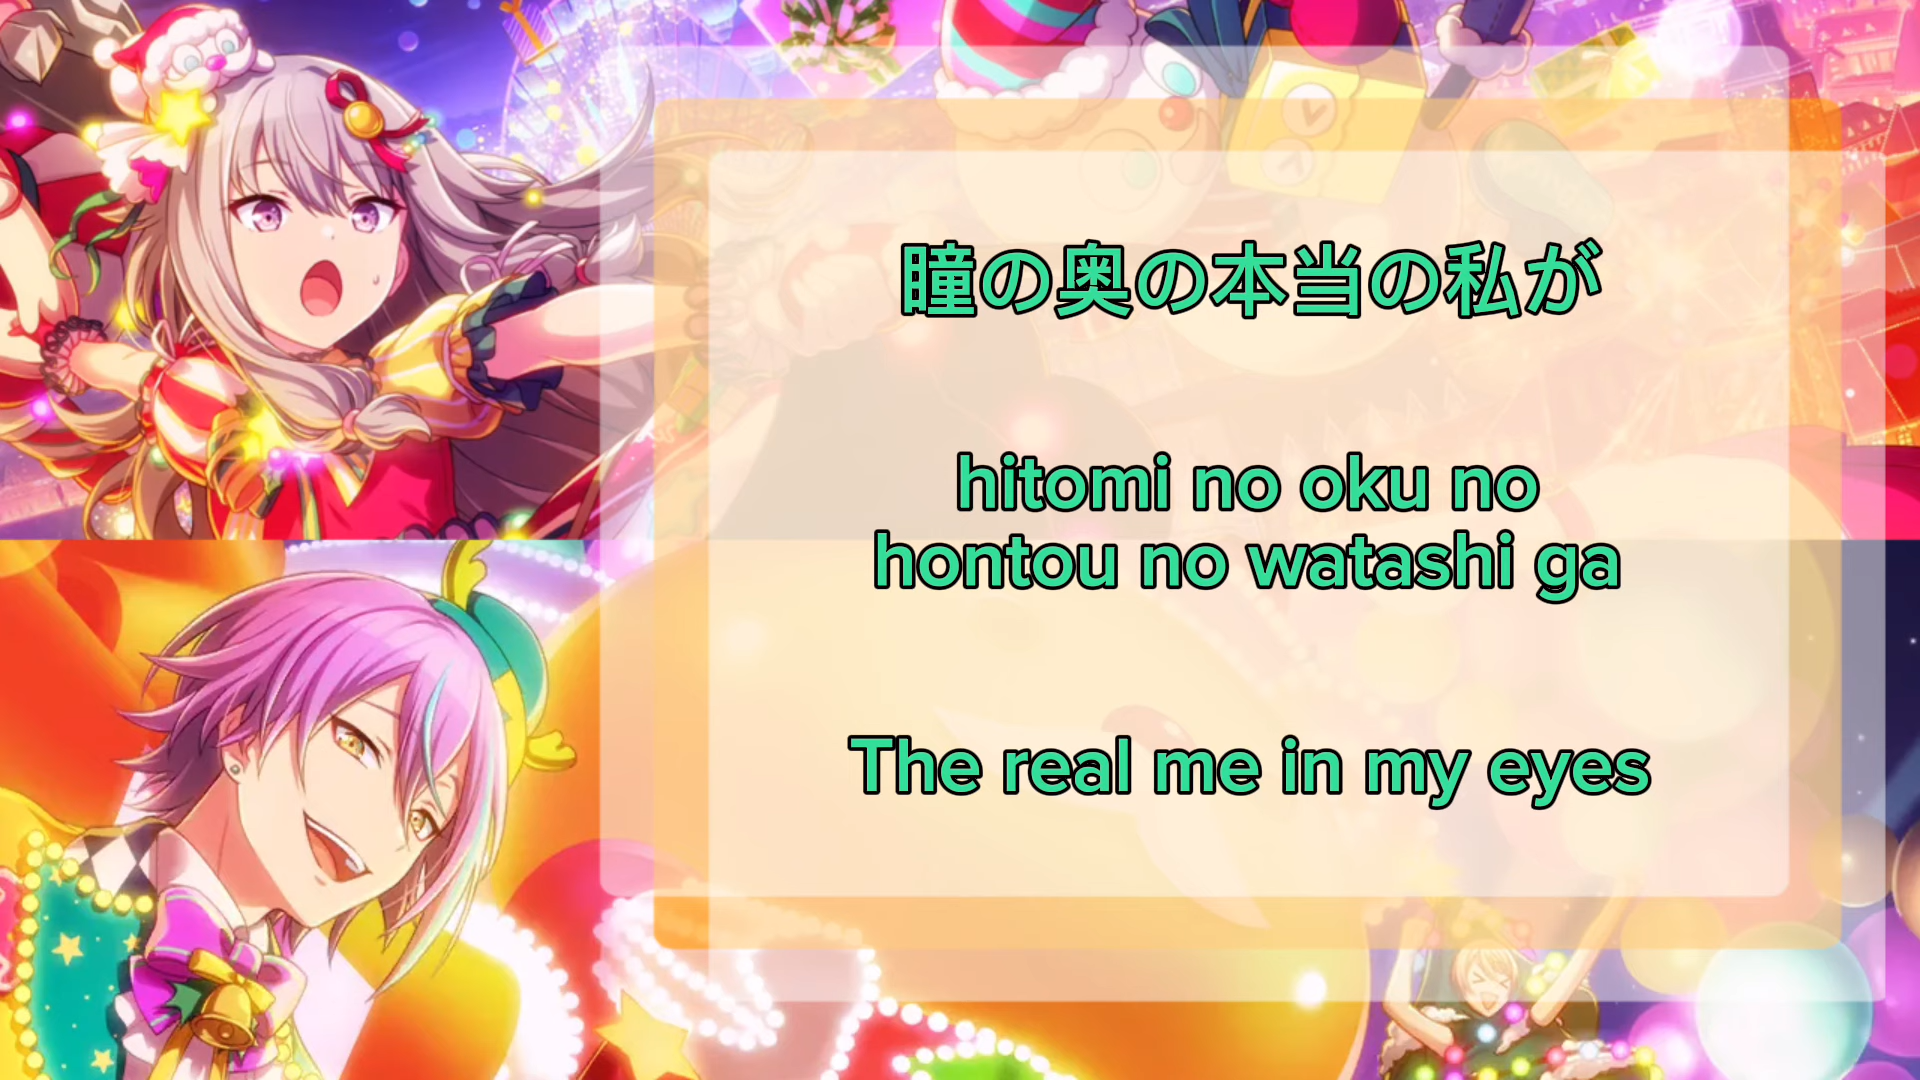 瞳の奥の本当の私が
hitomi no oku no
hontou no watashi ga
The real me in my eyes